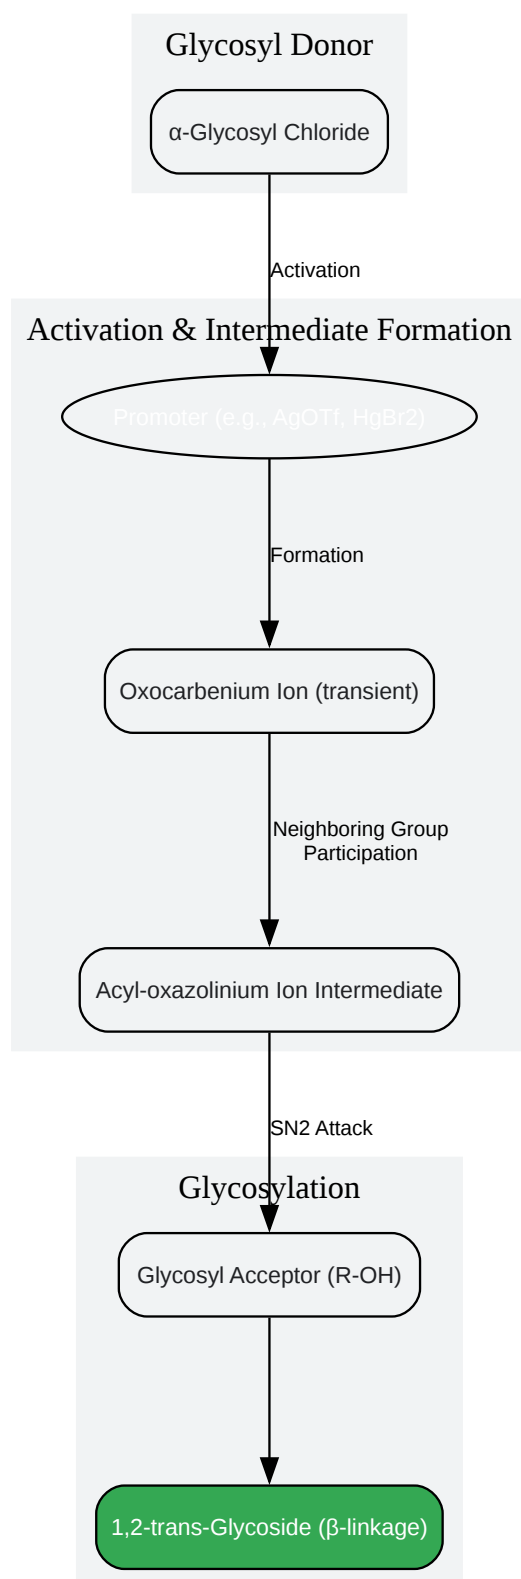 Glycosyl Donor
α-Glycosyl Chloride
Activation
Activation & Intermediate Formation
Promoter (e.g., AgOTf, HgBr2)
Formation
Oxocarbenium Ion (transient)
Neighboring Group
Participation
Acyl-oxazolinium Ion Intermediate
SN2 Attack
Glycosylation
Glycosyl Acceptor (R-OH)
1,2-trans-Glycoside (β-linkage)